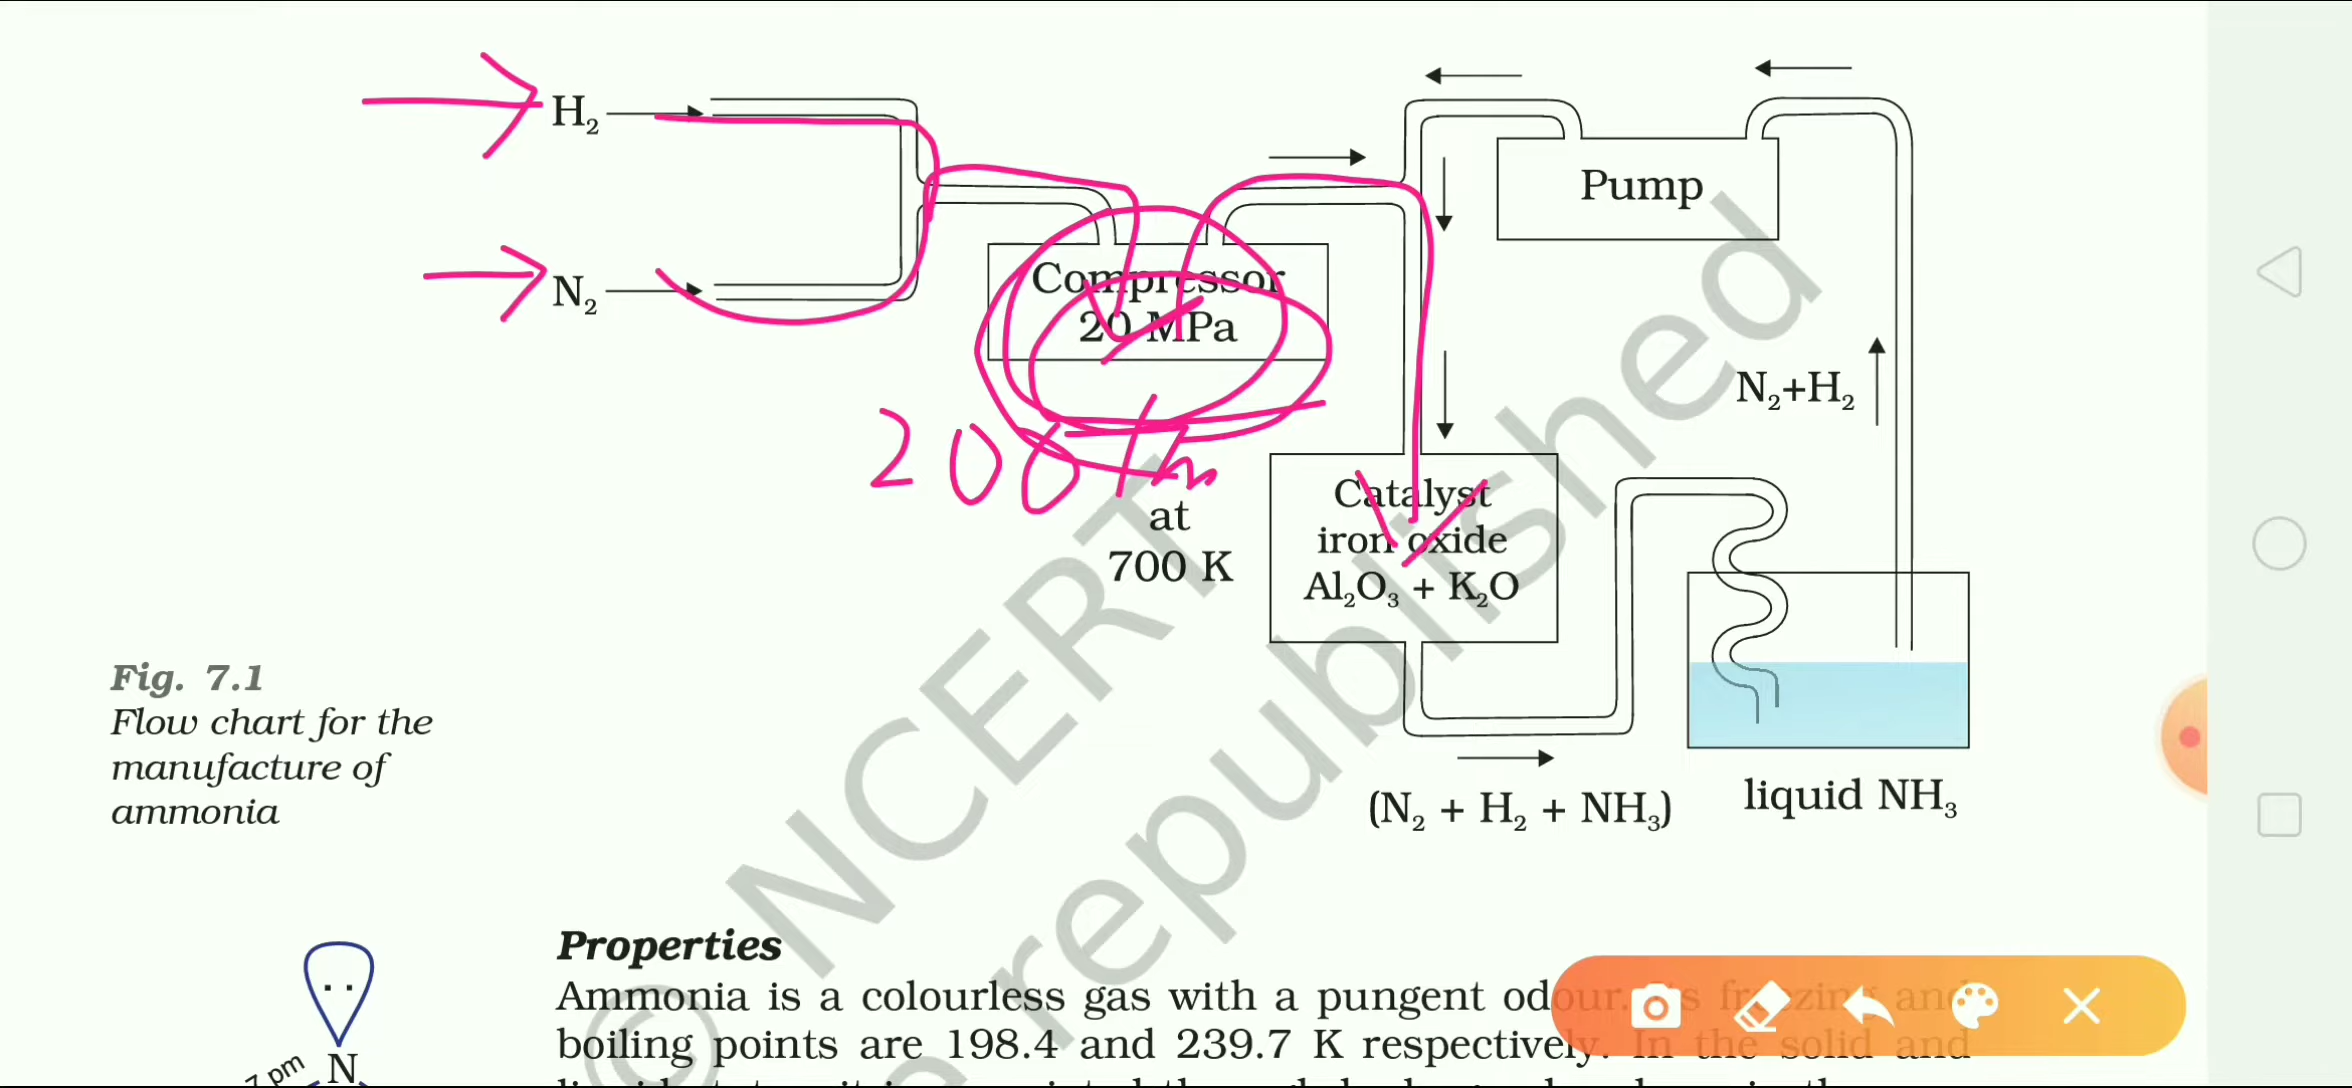 H₂
N₂
Compressor
20 MPa
200 atm
at
700 K
Pump
N₂+H₂
Catalyst
iron oxide
Al₂O₃ + K₂O
(N₂ + H₂ + NH₃)
liquid NH₃
Fig. 7.1
Flow chart for the
manufacture of
ammonia
© NCERT
republished
Properties
Ammonia is a colourless gas with a pungent odour. Its freezing and
boiling points are 198.4 and 239.7 K respectively. In the solid and
pm
N